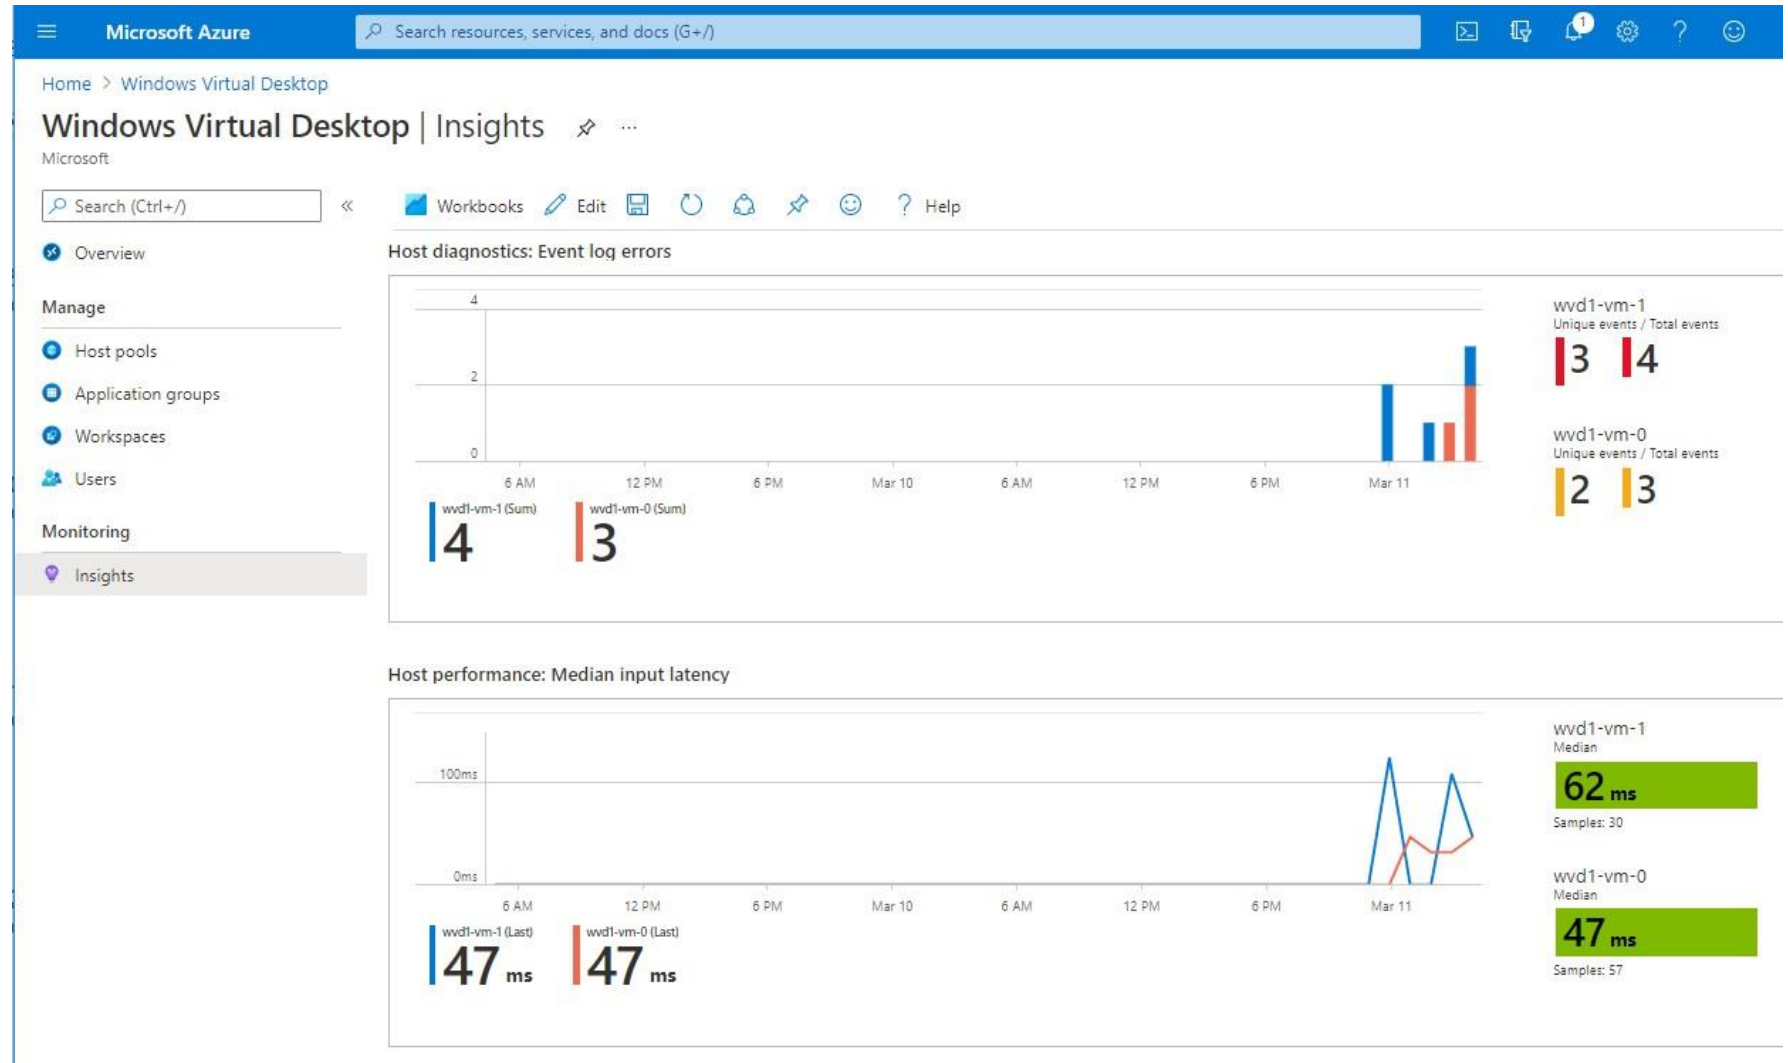 Microsoft Azure
Search resources, services, and docs (G+/)
1
Home > Windows Virtual Desktop
Windows Virtual Desktop | Insights
Microsoft
Search (Ctrl+/)
Overview
Manage
Host pools
Application groups
Workspaces
Users
Monitoring
Insights
Workbooks Edit ? Help
Host diagnostics: Event log errors
4
2
0
6 AM 12 PM 6 PM Mar 10 6 AM 12 PM 6 PM Mar 11
wvd1-vm-1 (Sum) wvd1-vm-0 (Sum)
4 3
wvd1-vm-1
Unique events / Total events
3 4
wvd1-vm-0
Unique events / Total events
2 3
Host performance: Median input latency
100ms
0ms
6 AM 12 PM 6 PM Mar 10 6 AM 12 PM 6 PM Mar 11
wvd1-vm-1 (Last) wvd1-vm-0 (Last)
47 ms 47 ms
wvd1-vm-1
Median
62 ms
Samples: 30
wvd1-vm-0
Median
47 ms
Samples: 57